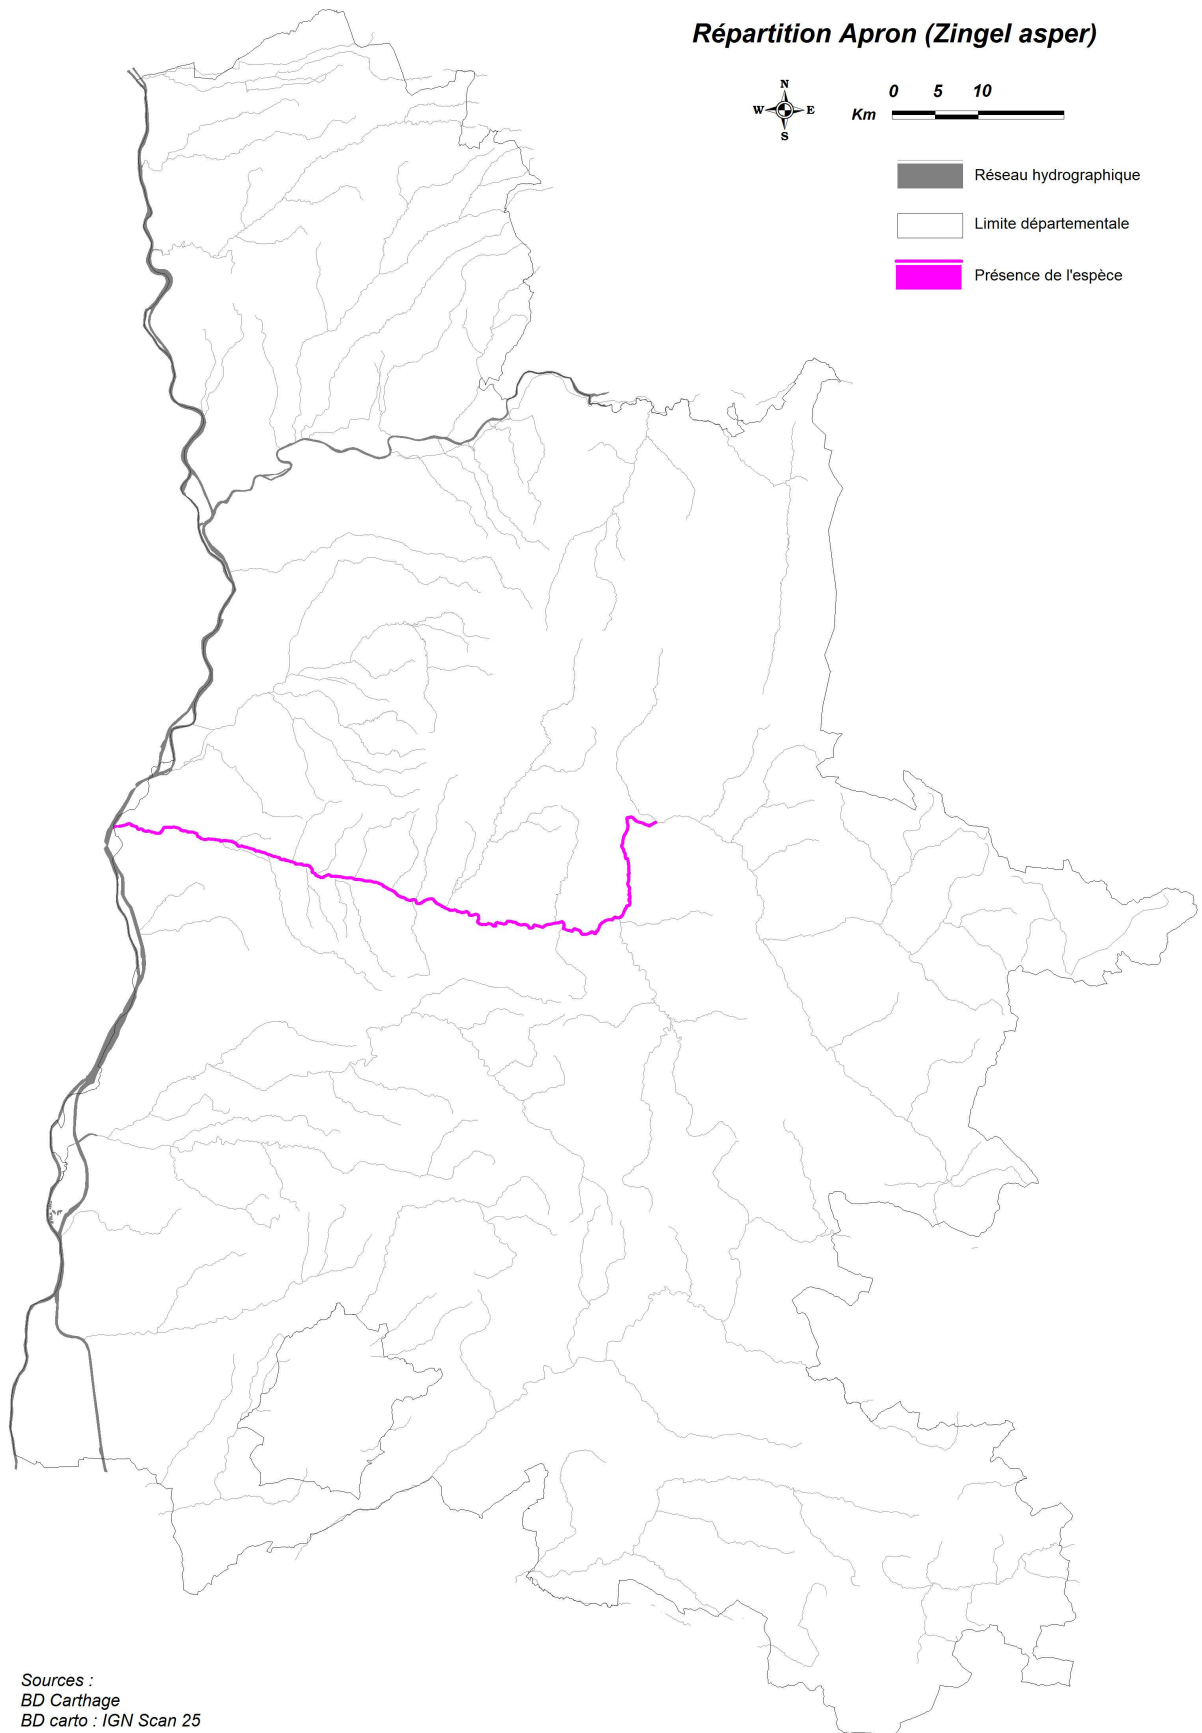 Répartition Apron (Zingel asper)
N
W E
S
0 5 10
Km
Réseau hydrographique
Limite départementale
Présence de l'espèce
Sources :
BD Carthage
BD carto : IGN Scan 25